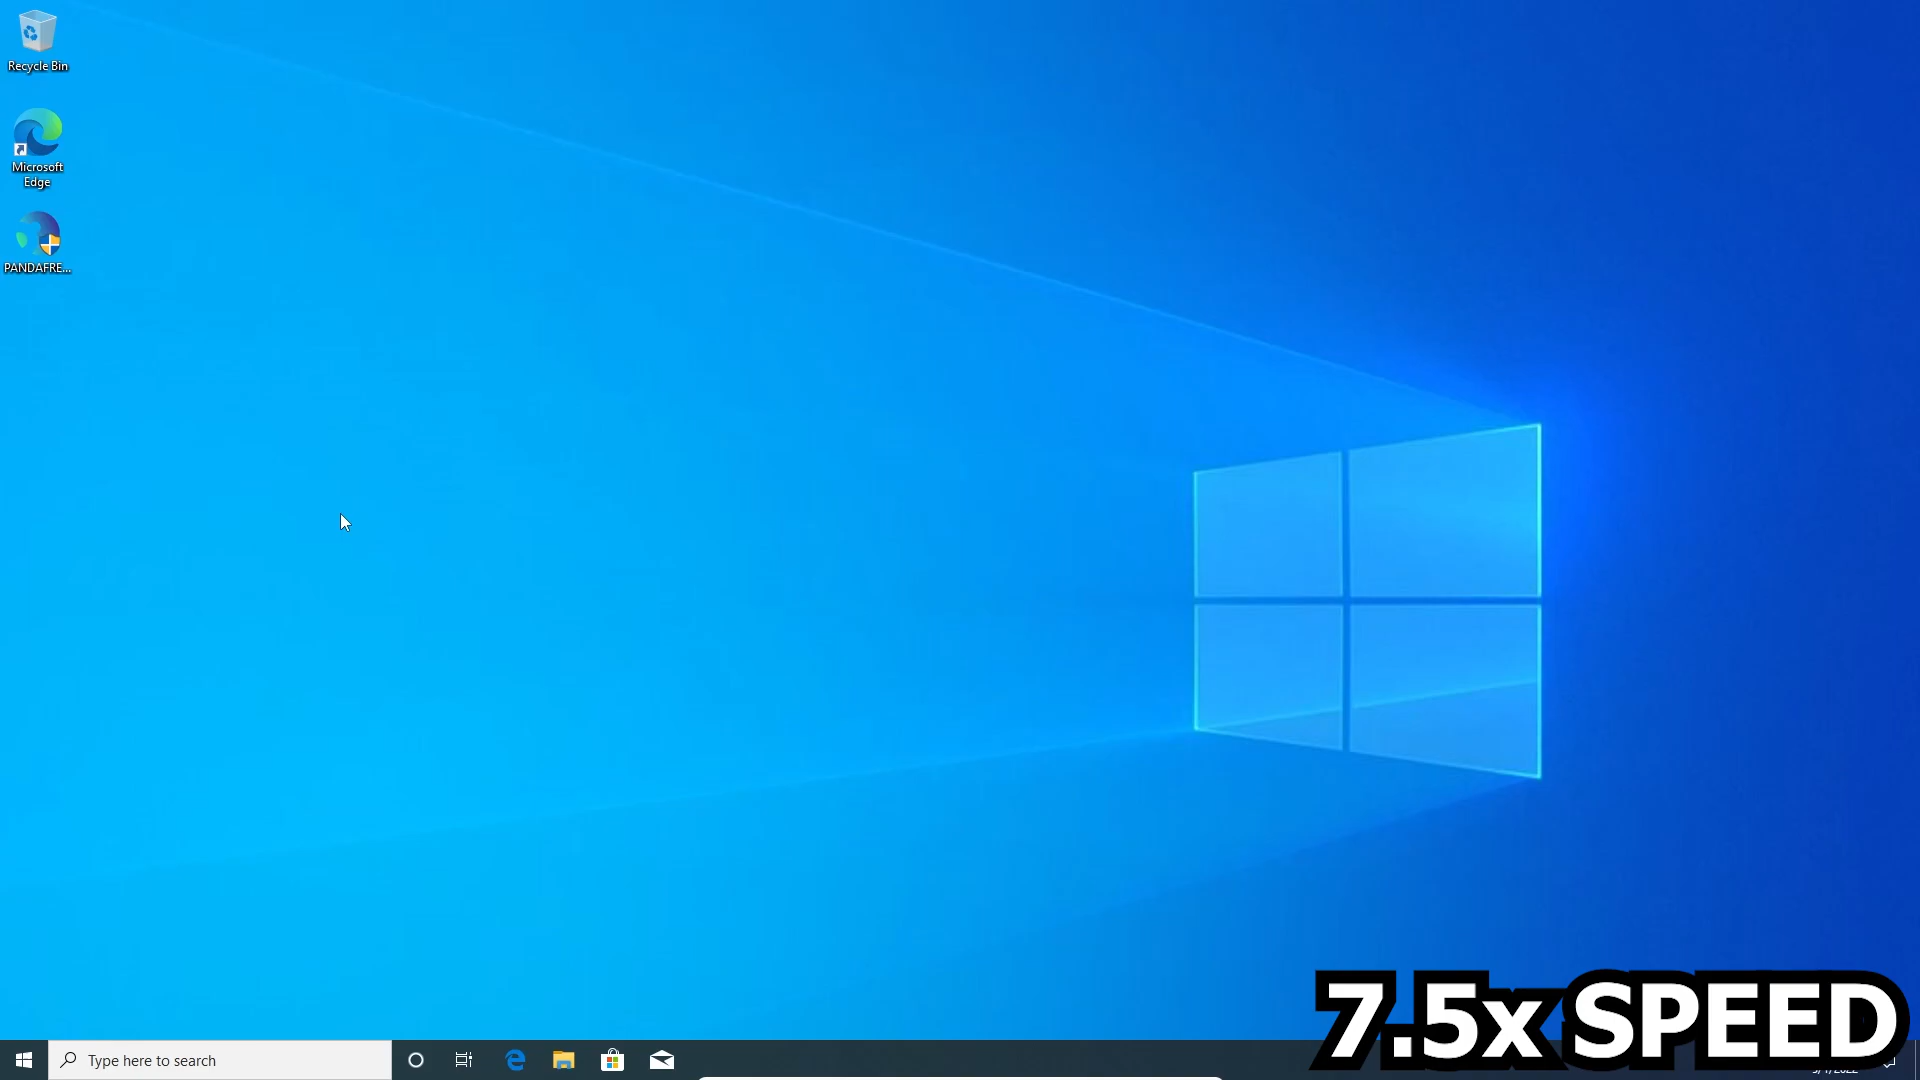 Recycle Bin
Microsoft
Edge
PANDAFRE...
7.5x SPEED
Type here to search